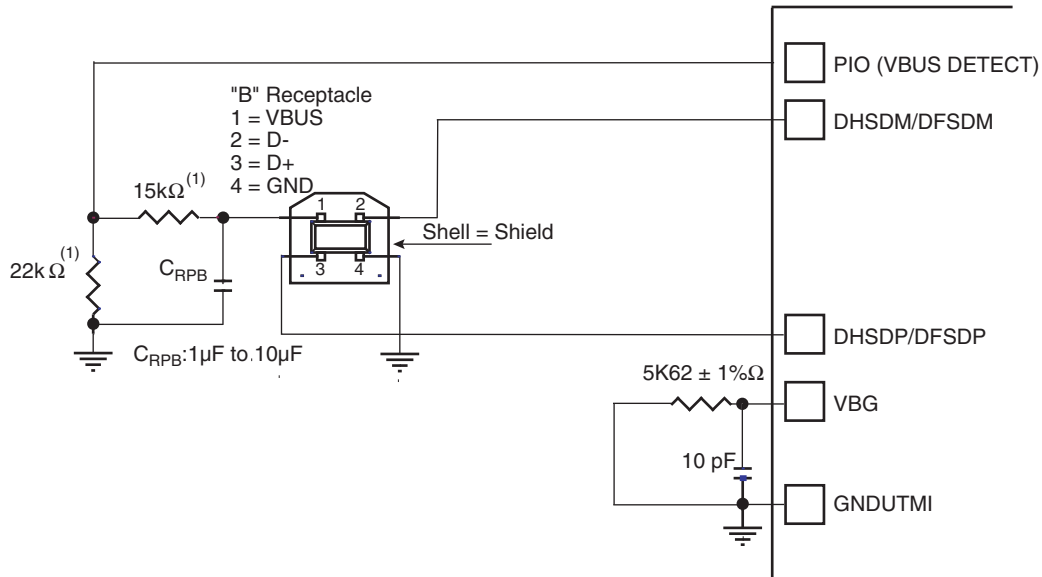 PIO (VBUS DETECT)
"B" Receptacle
1 = VBUS
2 = D-
3 = D+
4 = GND
DHSDM/DFSDM
15kΩ(1)
1 2
Shell = Shield
22kΩ(1)
CRPB
3 4
CRPB:1µF to 10µF
DHSDP/DFSDP
5K62 ± 1%Ω
VBG
10 pF
GNDUTMI